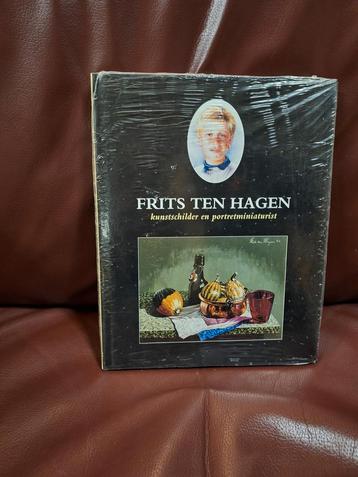 FRITS TEN HAGEN
kunstschilder en portretminiaturist